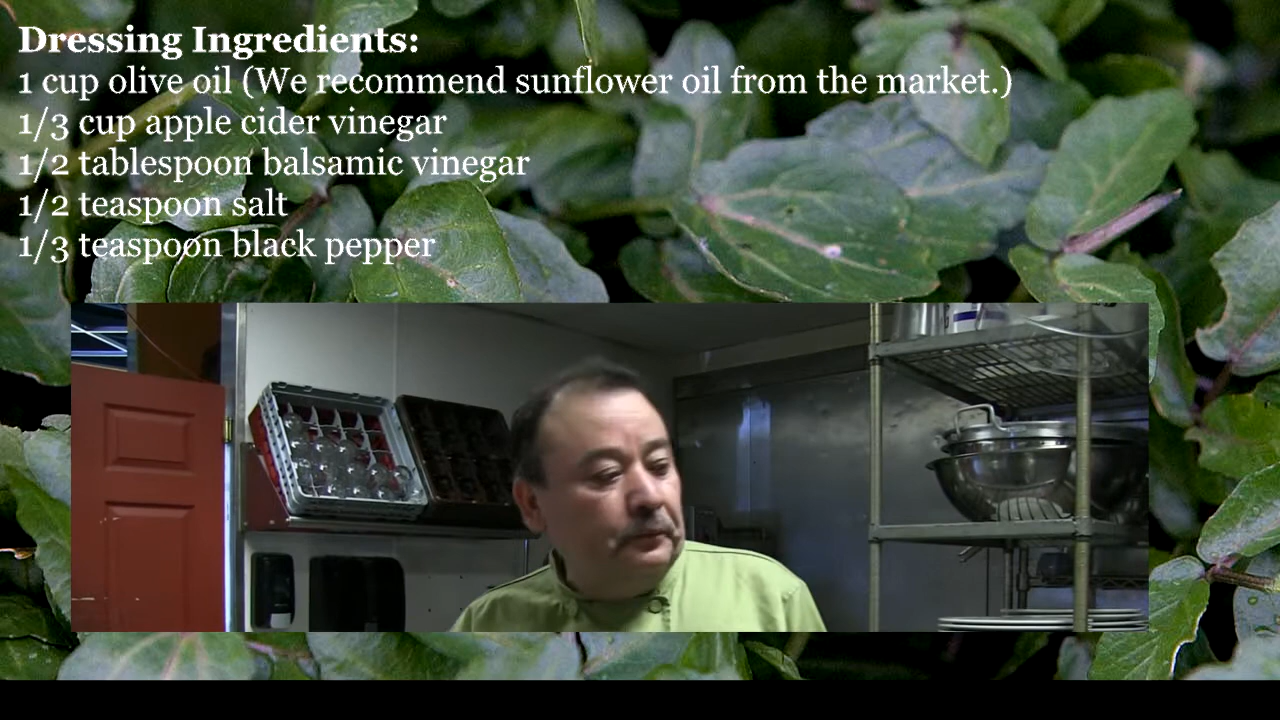 Dressing Ingredients:
1 cup olive oil (We recommend sunflower oil from the market.)
1/3 cup apple cider vinegar
1/2 tablespoon balsamic vinegar
1/2 teaspoon salt
1/3 teaspoon black pepper